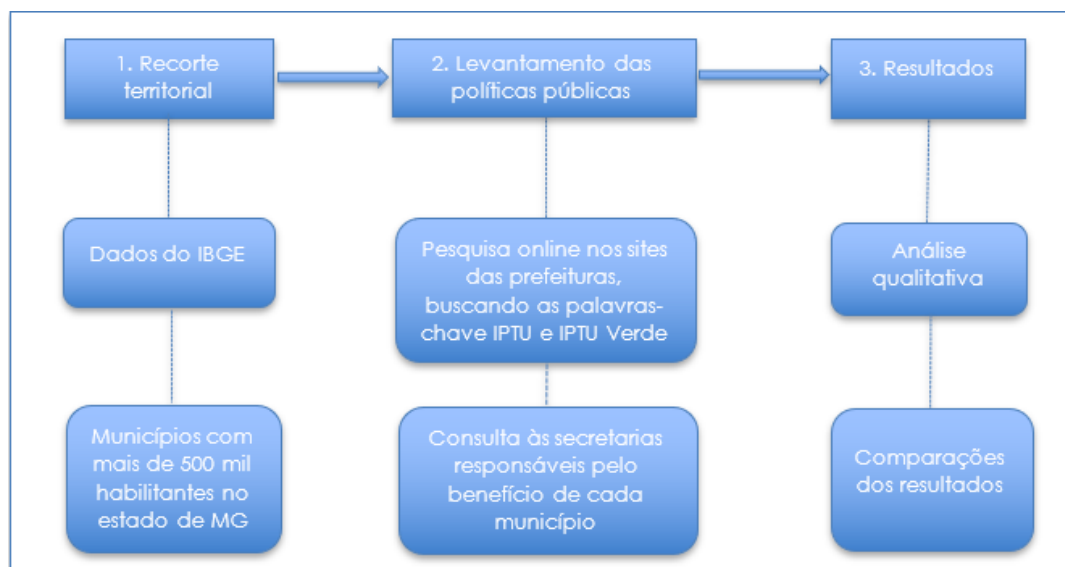 1. Recorte
territorial
2. Levantamento das
políticas públicas
3. Resultados
Dados do IBGE
Pesquisa online nos sites
das prefeituras,
buscando as palavras-
chave IPTU e IPTU Verde
Análise
qualitativa
Municípios com
mais de 500 mil
habilitantes no
estado de MG
Consulta às secretarias
responsáveis pelo
benefício de cada
município
Comparações
dos resultados